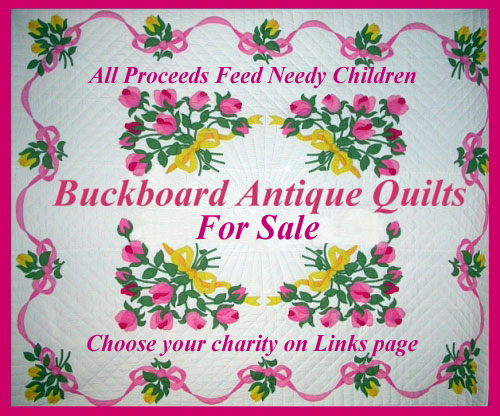 All Proceeds Feed Needy Children
Buckboard Antique Quilts
For Sale
Choose your charity on Links page